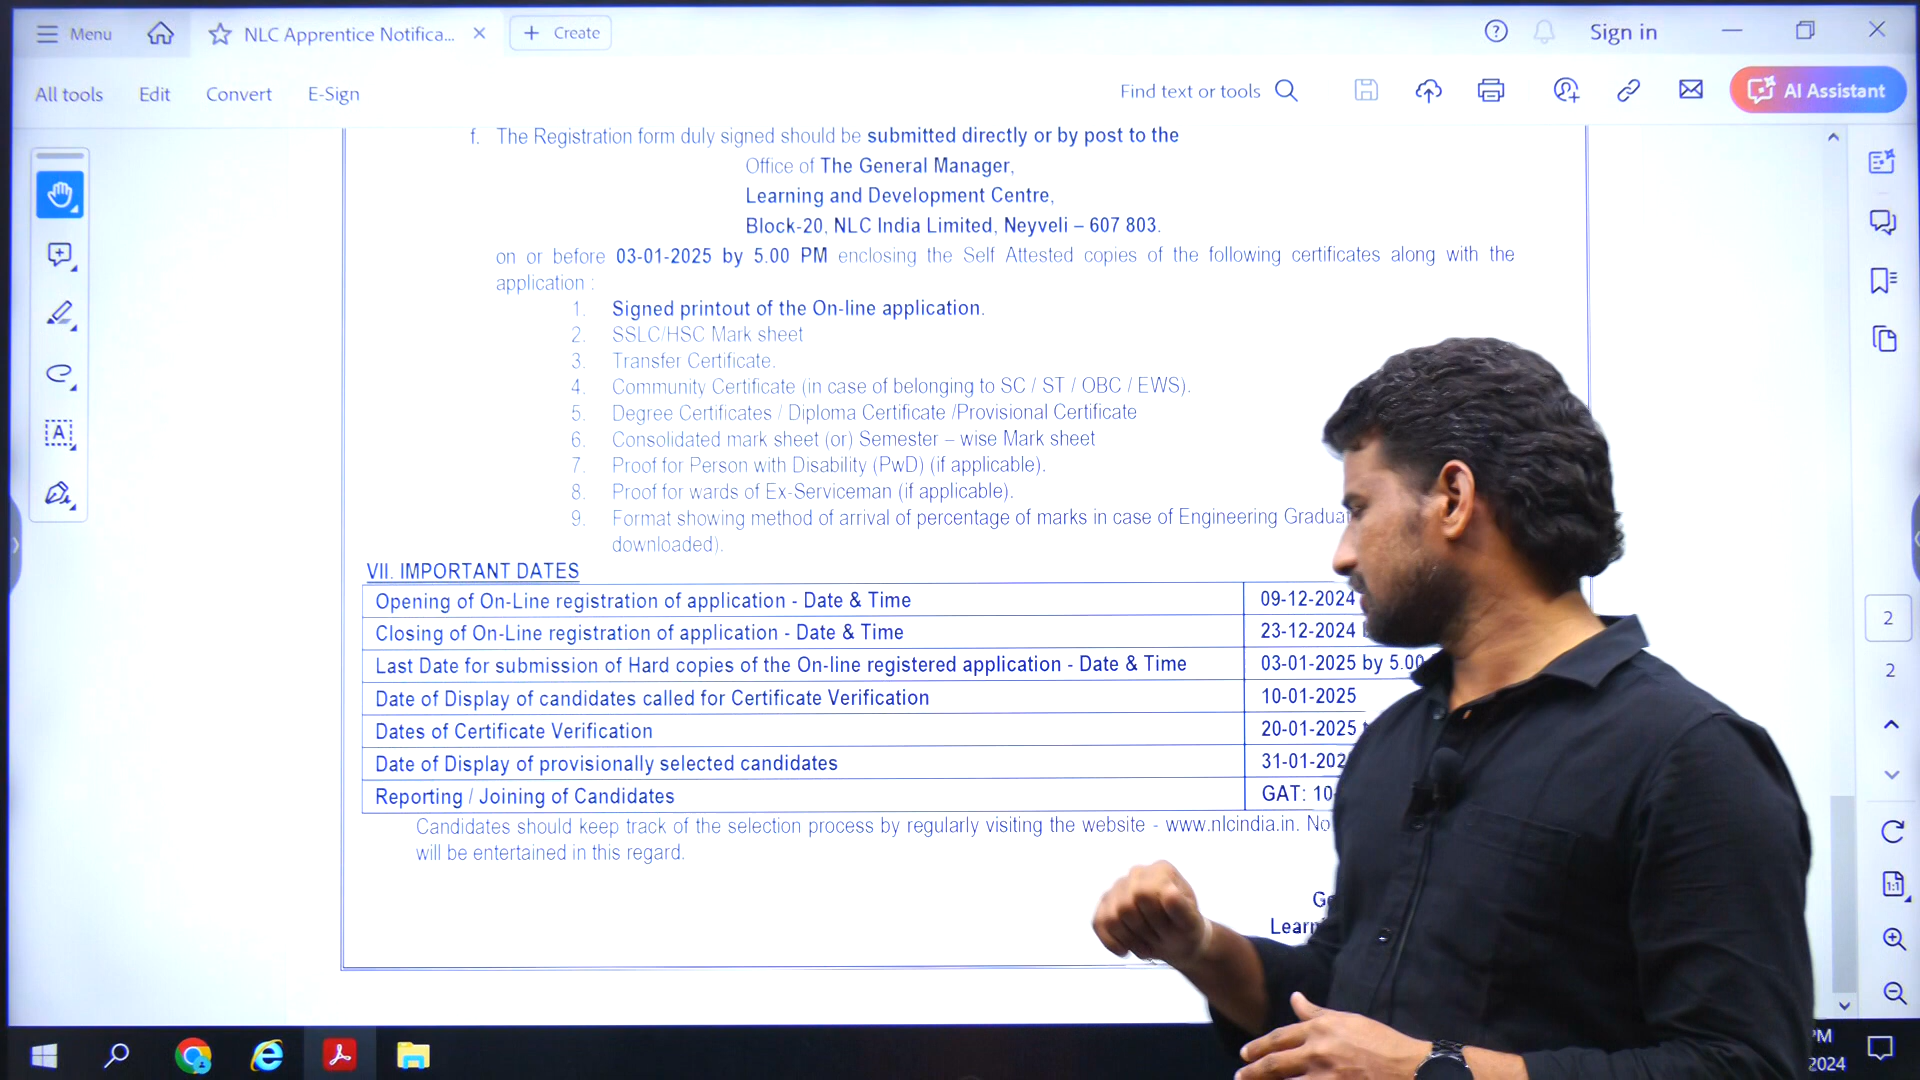 Menu
NLC Apprentice Notifica...
Create
Sign in
All tools
Edit
Convert
E-Sign
Find text or tools
AI Assistant
f. The Registration form duly signed should be submitted directly or by post to the
Office of The General Manager,
Learning and Development Centre,
Block-20, NLC India Limited, Neyveli – 607 803.
on or before 03-01-2025 by 5.00 PM enclosing the Self Attested copies of the following certificates along with the
application :
1. Signed printout of the On-line application.
2. SSLC/HSC Mark sheet
3. Transfer Certificate.
4. Community Certificate (in case of belonging to SC / ST / OBC / EWS).
5. Degree Certificates / Diploma Certificate /Provisional Certificate
6. Consolidated mark sheet (or) Semester – wise Mark sheet
7. Proof for Person with Disability (PwD) (if applicable).
8. Proof for wards of Ex-Serviceman (if applicable).
9. Format showing method of arrival of percentage of marks in case of Engineering
downloaded).
VII. IMPORTANT DATES
Opening of On-Line registration of application - Date & Time 09-12-2024
Closing of On-Line registration of application - Date & Time 23-12-2024
Last Date for submission of Hard copies of the On-line registered application - Date & Time 03-01-2025 by 5.00
Date of Display of candidates called for Certificate Verification 10-01-2025
Dates of Certificate Verification 20-01-2025
Date of Display of provisionally selected candidates 31-01-202
Reporting / Joining of Candidates GAT: 10-
Candidates should keep track of the selection process by regularly visiting the website - www.nlcindia.in. No
will be entertained in this regard.
2
2
1:1
PM
2024